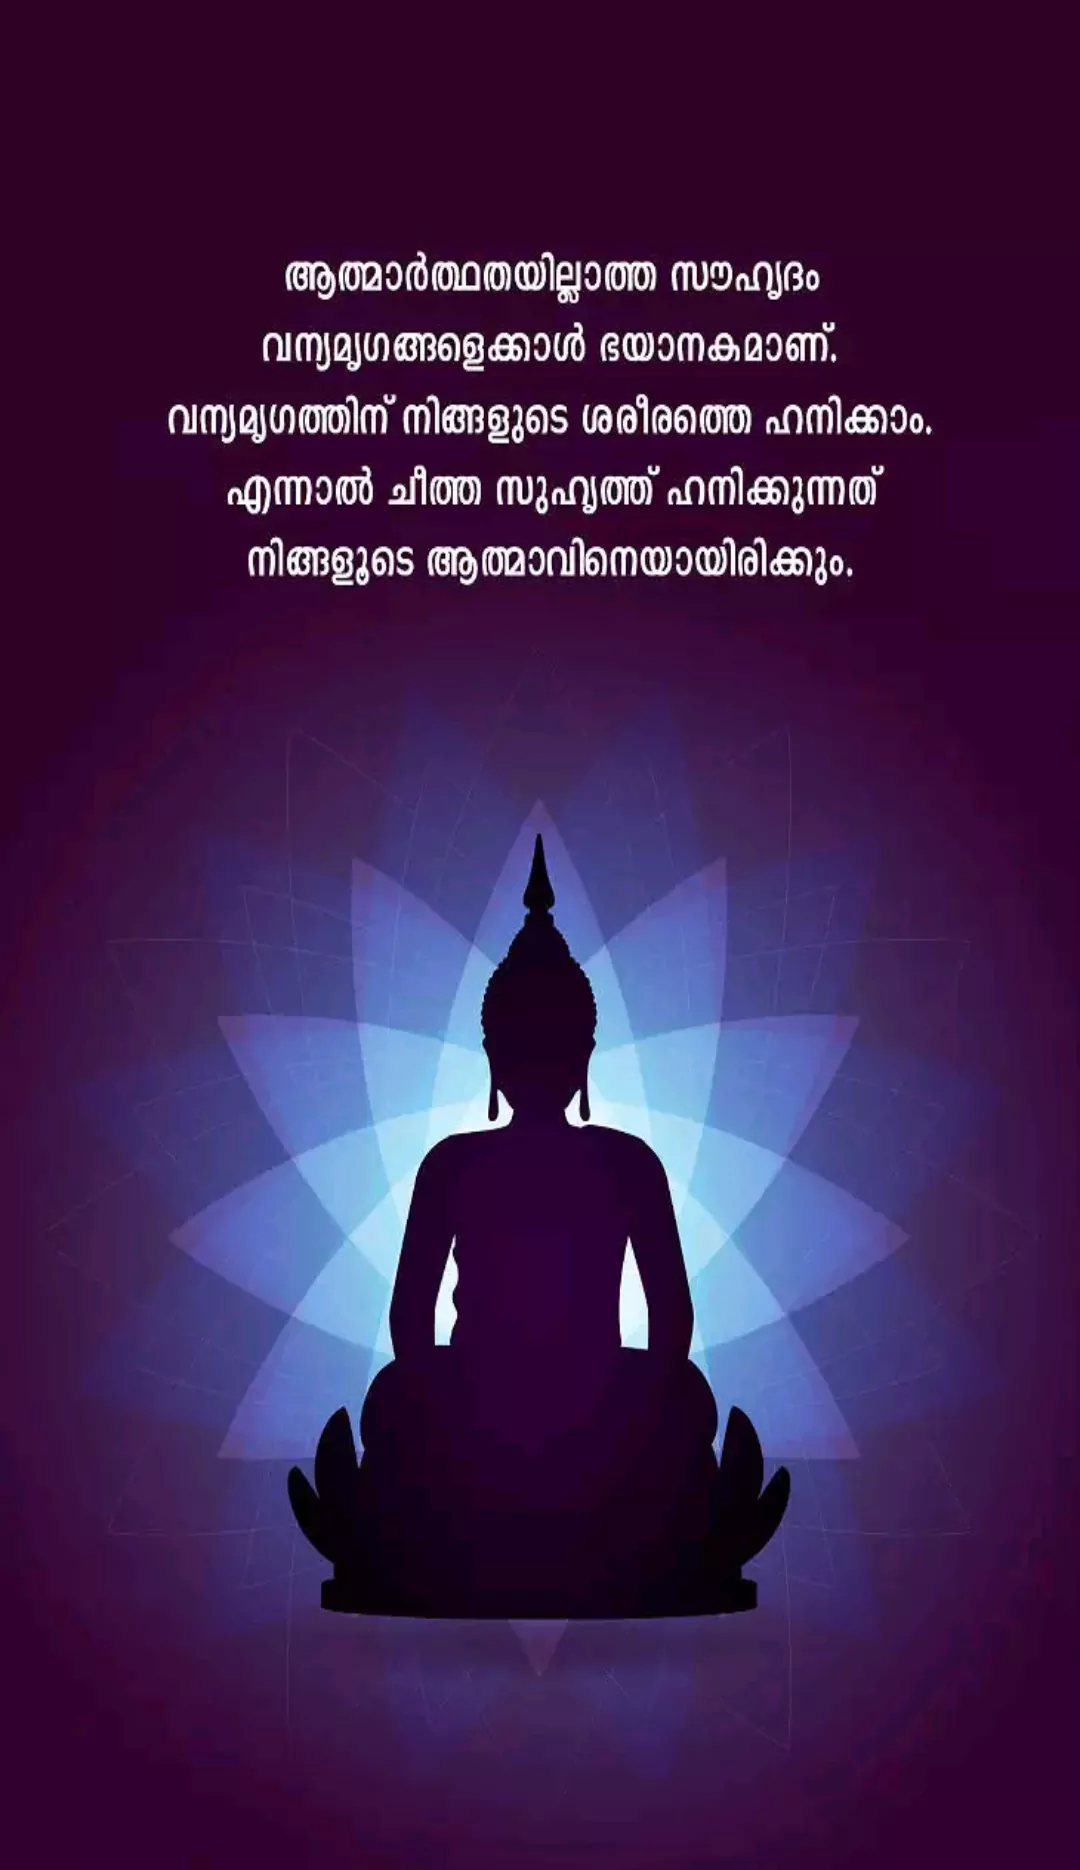 ആത്മാർത്ഥതയില്ലാത്ത സൗഹൃദം
വന്യമൃഗങ്ങളെക്കാൾ ഭയാനകമാണ്.
വന്യമൃഗത്തിന് നിങ്ങളുടെ ശരീരത്തെ ഹനിക്കാം.
എന്നാൽ ചീത്ത സുഹൃത്ത് ഹനിക്കുന്നത്
നിങ്ങളൂടെ ആത്മാവിനെയായിരിക്കും.